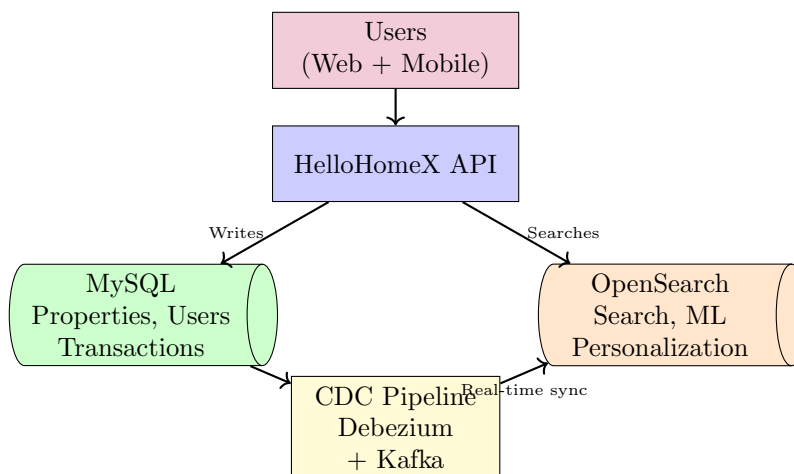 Users
(Web + Mobile)
HelloHomeX API
Writes
Searches
MySQL
Properties, Users
Transactions
OpenSearch
Search, ML
Personalization
CDC Pipeline
Debezium
+ Kafka
Real-time sync